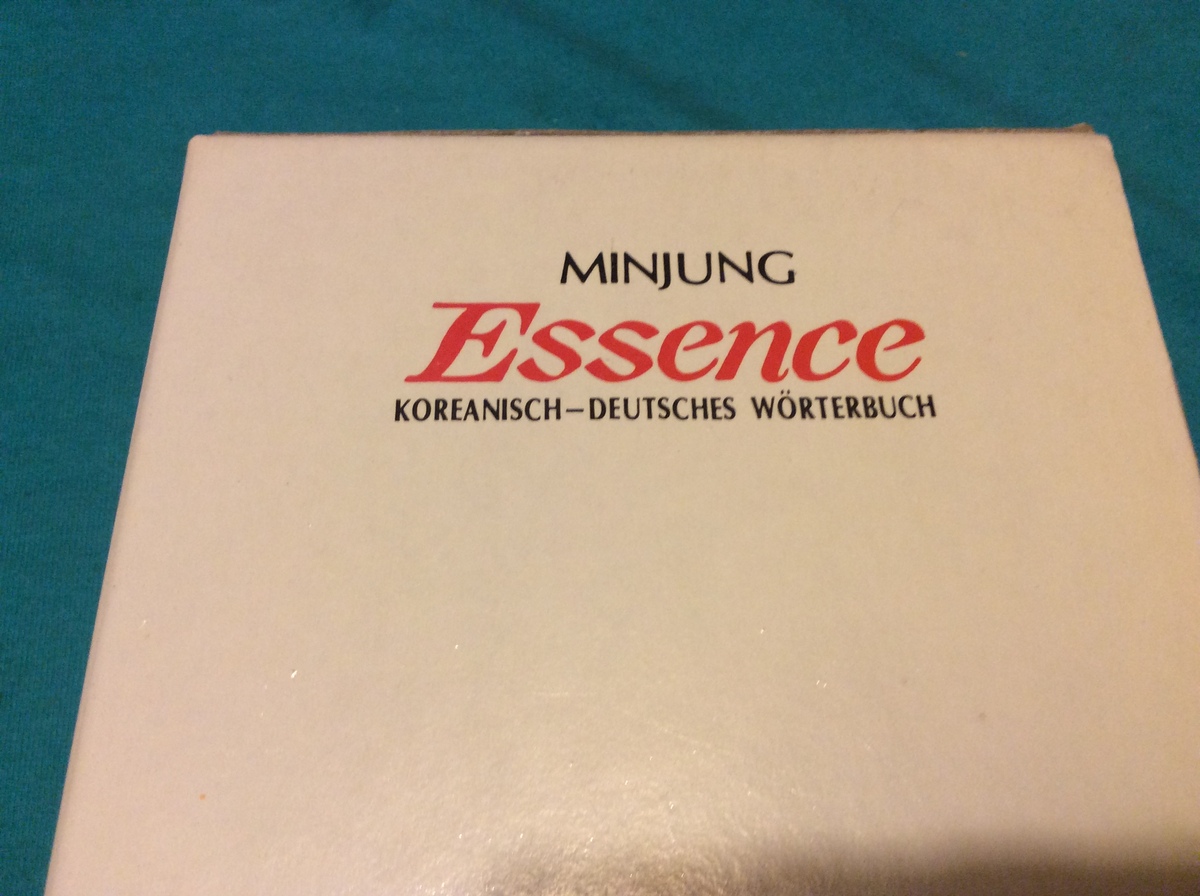 MINJUNG
Essence
KOREANISCH–DEUTSCHES WÖRTERBUCH